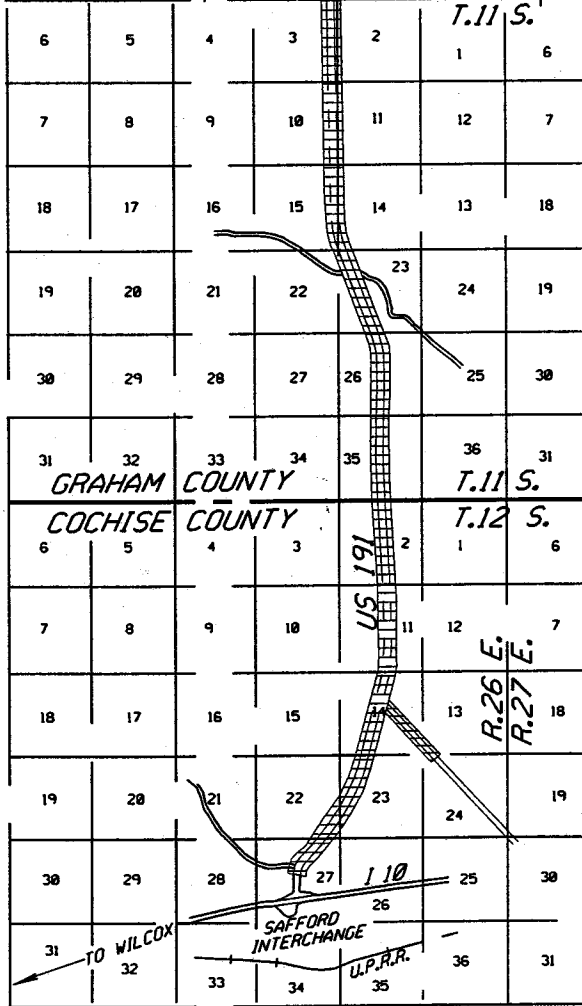 T.11 S.
6 5 4 3 2 1 6
7 8 9 10 11 12 7
18 17 16 15 14 13 18
19 20 21 22 23 24 19
30 29 28 27 26 25 30
31 32 33 34 35 36 31
GRAHAM COUNTY T.11 S.
COCHISE COUNTY T.12 S.
6 5 4 3 2 1 6
US 191
7 8 9 10 11 12 7
R.26 E.
R.27 E.
18 17 16 15 14 13 18
19 20 21 22 23 24 19
30 29 28 27 I 10 25 30
26
SAFFORD
INTERCHANGE
TO WILCOX
U.P.R.R.
31 32 33 34 35 36 31